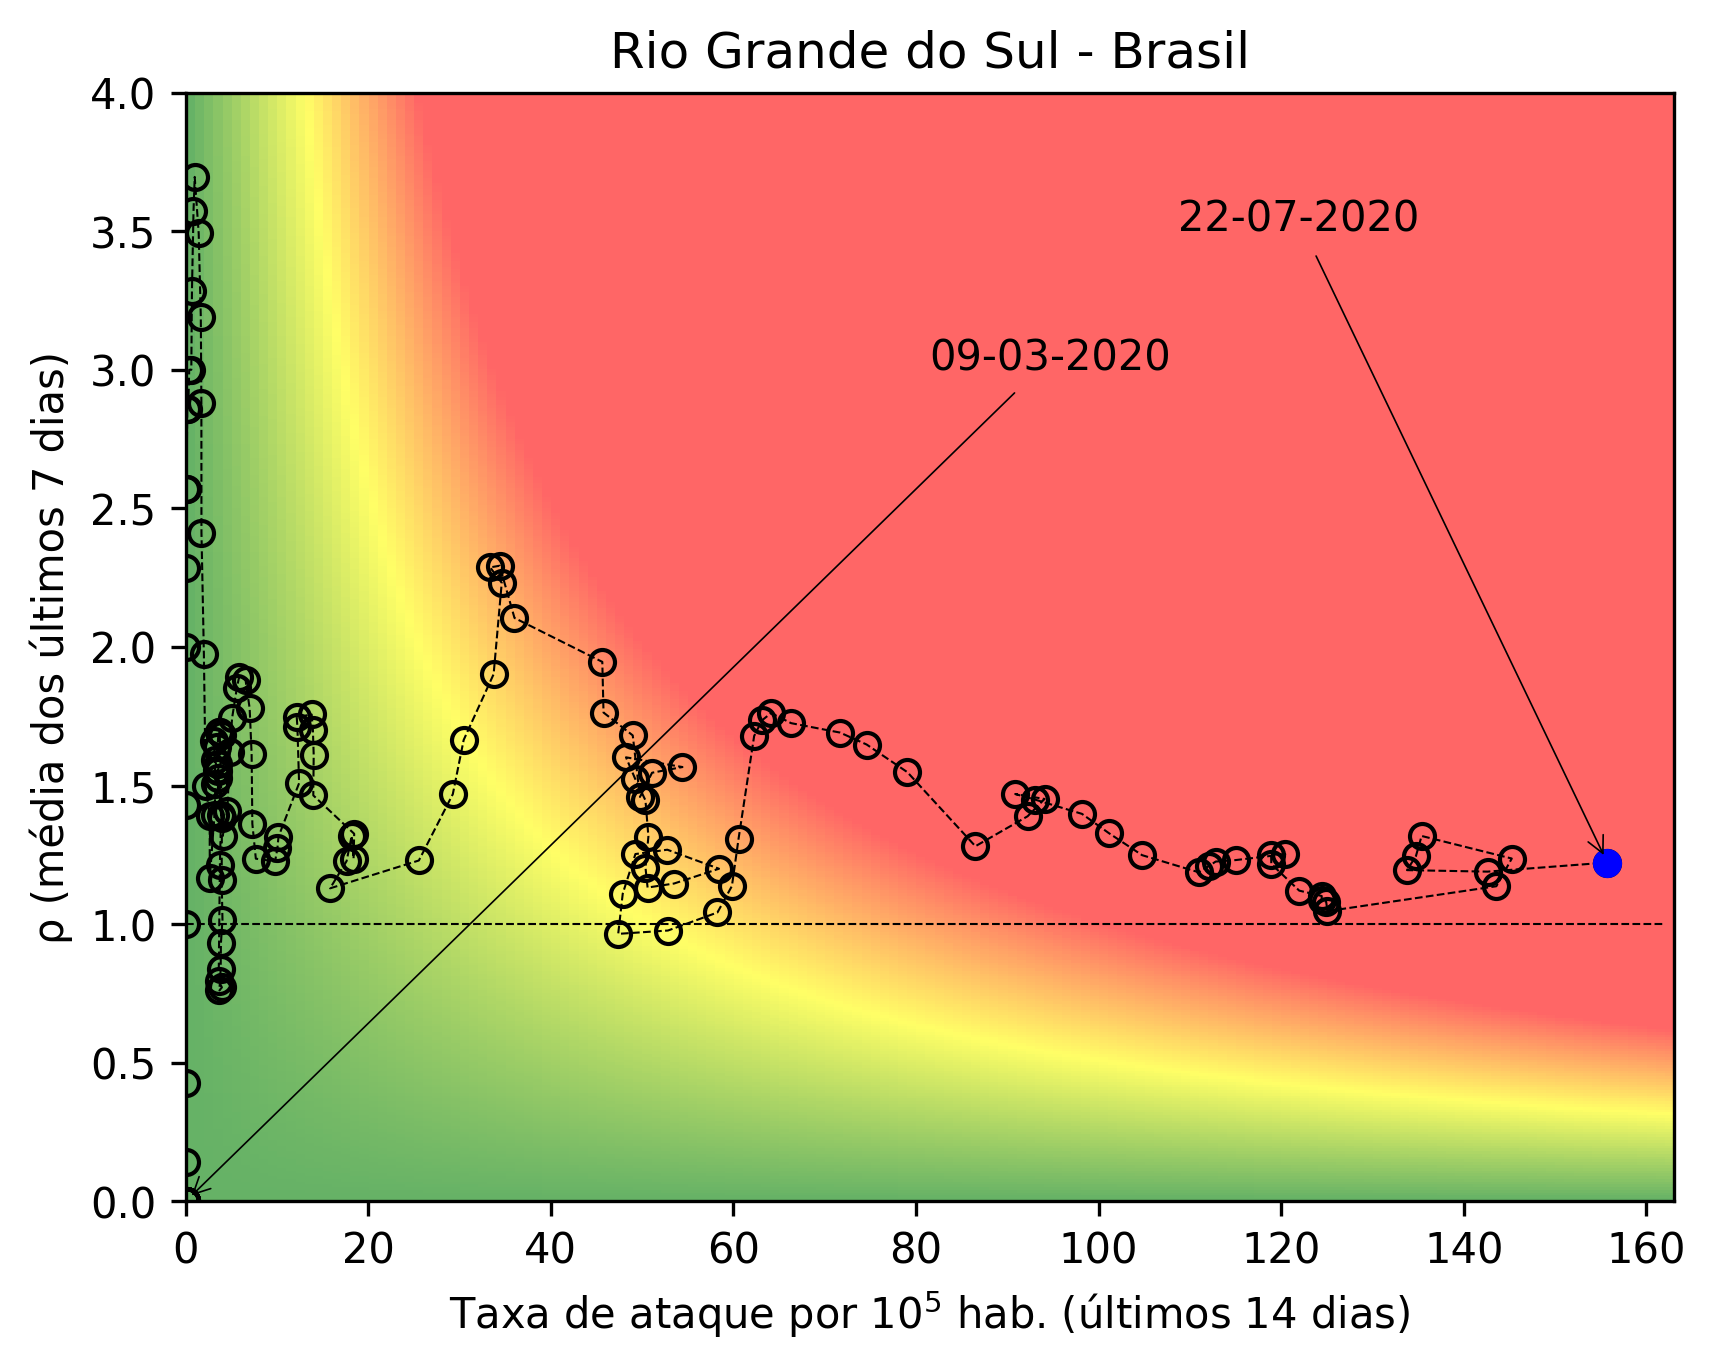 Rio Grande do Sul - Brasil
4.0
3.5
3.0
2.5
2.0
1.5
1.0
0.5
0.0
ρ (média dos últimos 7 dias)
22-07-2020
09-03-2020
0 20 40 60 80 100 120 140 160
Taxa de ataque por 10⁵ hab. (últimos 14 dias)